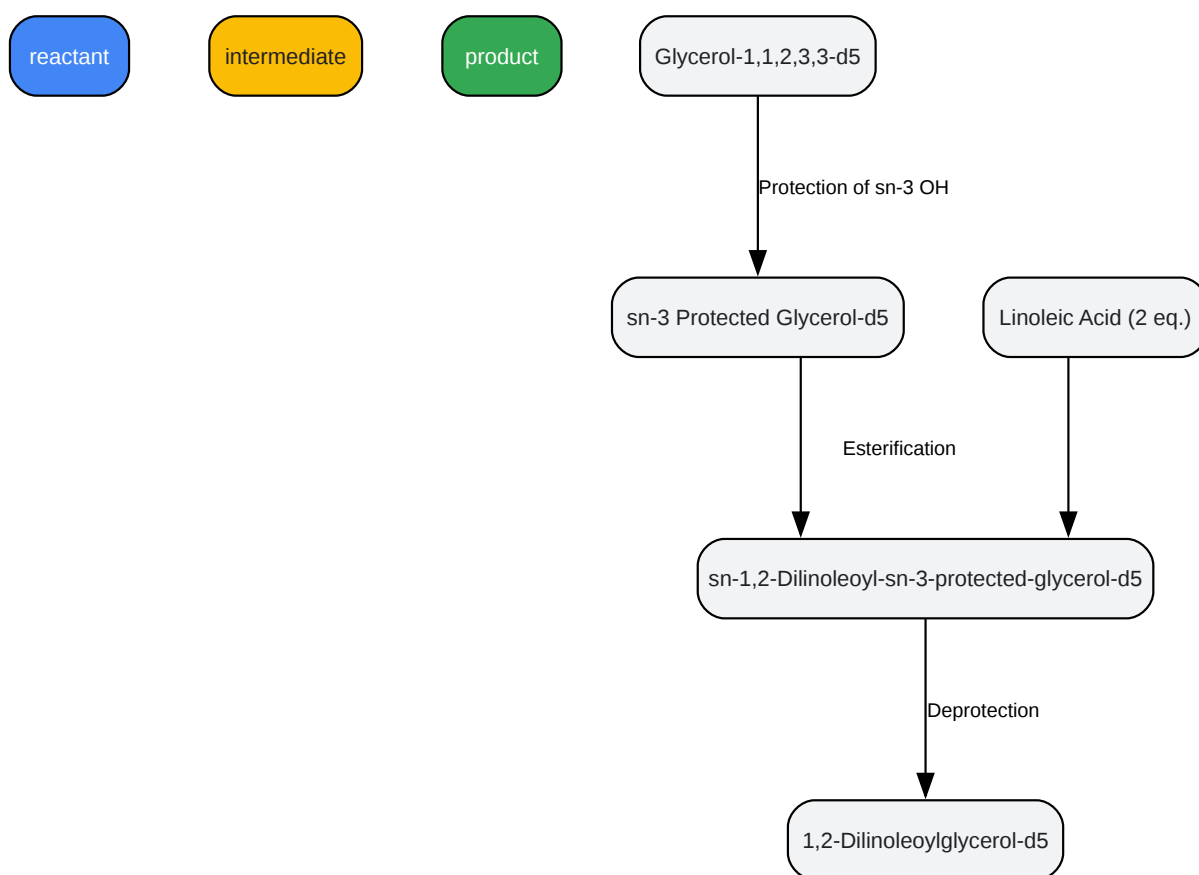 reactant
intermediate
product
Glycerol-1,1,2,3,3-d5
Protection of sn-3 OH
sn-3 Protected Glycerol-d5
Linoleic Acid (2 eq.)
Esterification
sn-1,2-Dilinoleoyl-sn-3-protected-glycerol-d5
Deprotection
1,2-Dilinoleoylglycerol-d5